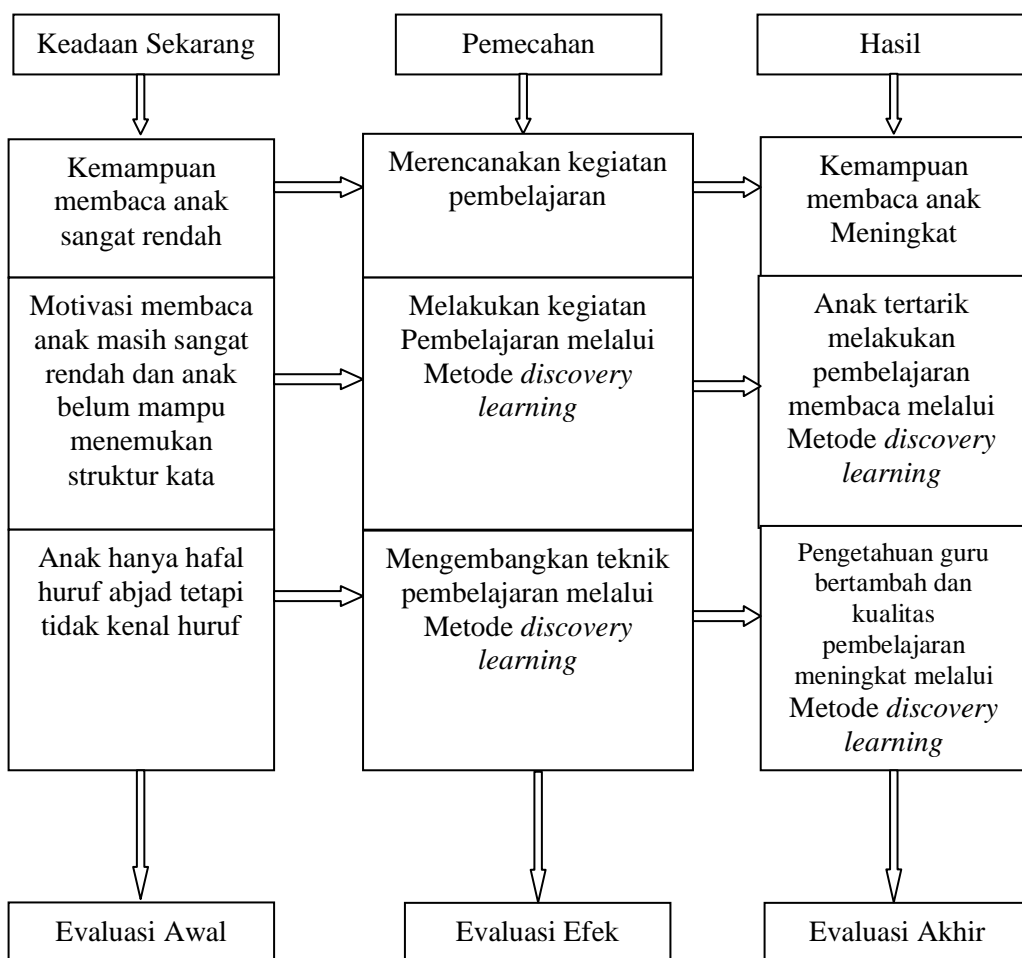 Keadaan Sekarang
Pemecahan
Hasil
Kemampuan
membaca anak
sangat rendah
Merencanakan kegiatan
pembelajaran
Kemampuan
membaca anak
Meningkat
Motivasi membaca
anak masih sangat
rendah dan anak
belum mampu
menemukan
struktur kata
Melakukan kegiatan
Pembelajaran melalui
Metode discovery
learning
Anak tertarik
melakukan
pembelajaran
membaca melalui
Metode discovery
learning
Anak hanya hafal
huruf abjad tetapi
tidak kenal huruf
Mengembangkan teknik
pembelajaran melalui
Metode discovery
learning
Pengetahuan guru
bertambah dan
kualitas
pembelajaran
meningkat melalui
Metode discovery
learning
Evaluasi Awal
Evaluasi Efek
Evaluasi Akhir